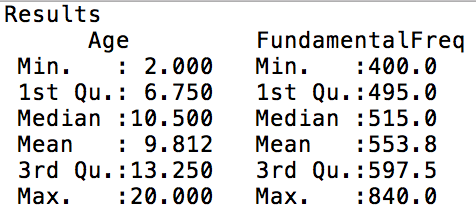 Results
      Age         FundamentalFreq
 Min.   : 2.000   Min.   :400.0
 1st Qu.: 6.750   1st Qu.:495.0
 Median :10.500   Median :515.0
 Mean   : 9.812   Mean   :553.8
 3rd Qu.:13.250   3rd Qu.:597.5
 Max.   :20.000   Max.   :840.0